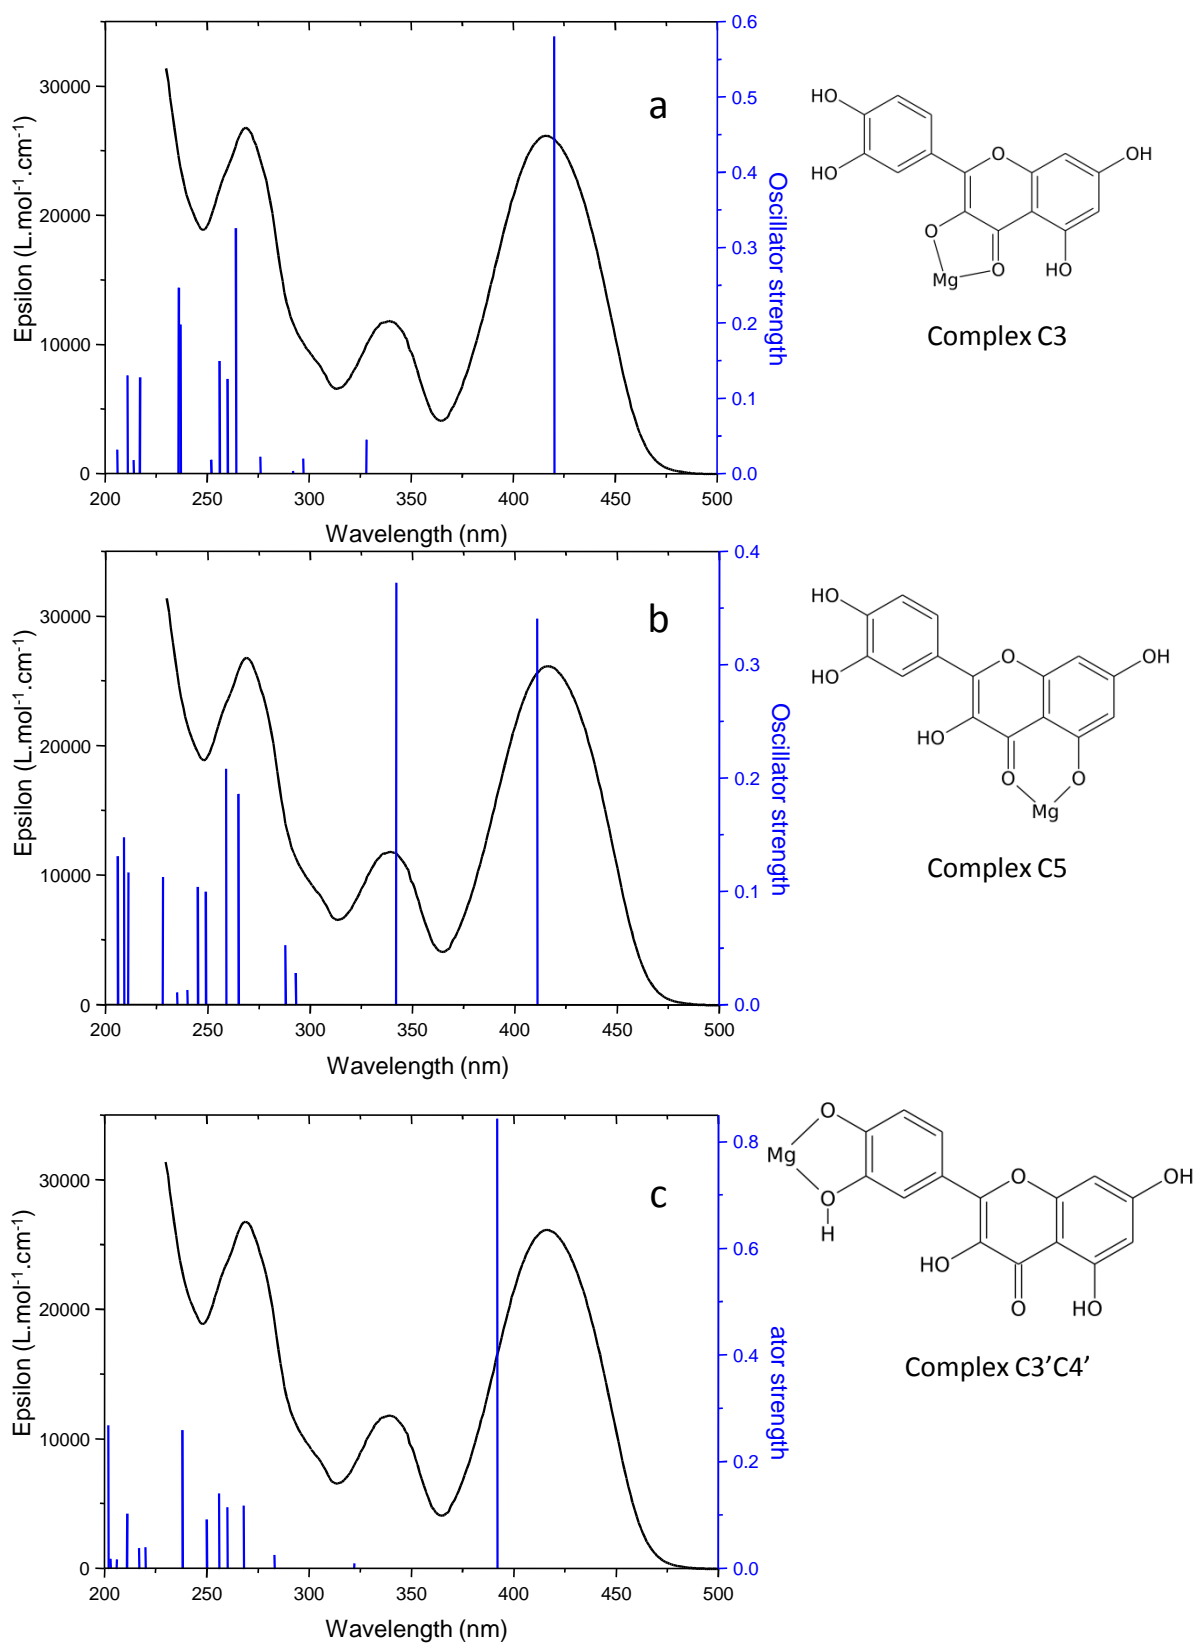 a
Epsilon (L.mol⁻¹.cm⁻¹)
30000
20000
10000
0
0.6
0.5
0.4
0.3
0.2
0.1
0.0
Oscillator strength
200 250 300 350 400 450 500
Wavelength (nm)
HO
HO
O
OH
O
O
Mg
HO
Complex C3
b
Epsilon (L.mol⁻¹.cm⁻¹)
30000
20000
10000
0
0.4
0.3
0.2
0.1
0.0
Oscillator strength
200 250 300 350 400 450 500
Wavelength (nm)
HO
HO
O
OH
HO
O
O
Mg
Complex C5
c
Epsilon (L.mol⁻¹.cm⁻¹)
30000
20000
10000
0
0.8
0.6
0.4
0.2
0.0
ator strength
200 250 300 350 400 450 500
Wavelength (nm)
O
Mg
O
H
O
OH
HO
O
HO
Complex C3’C4’